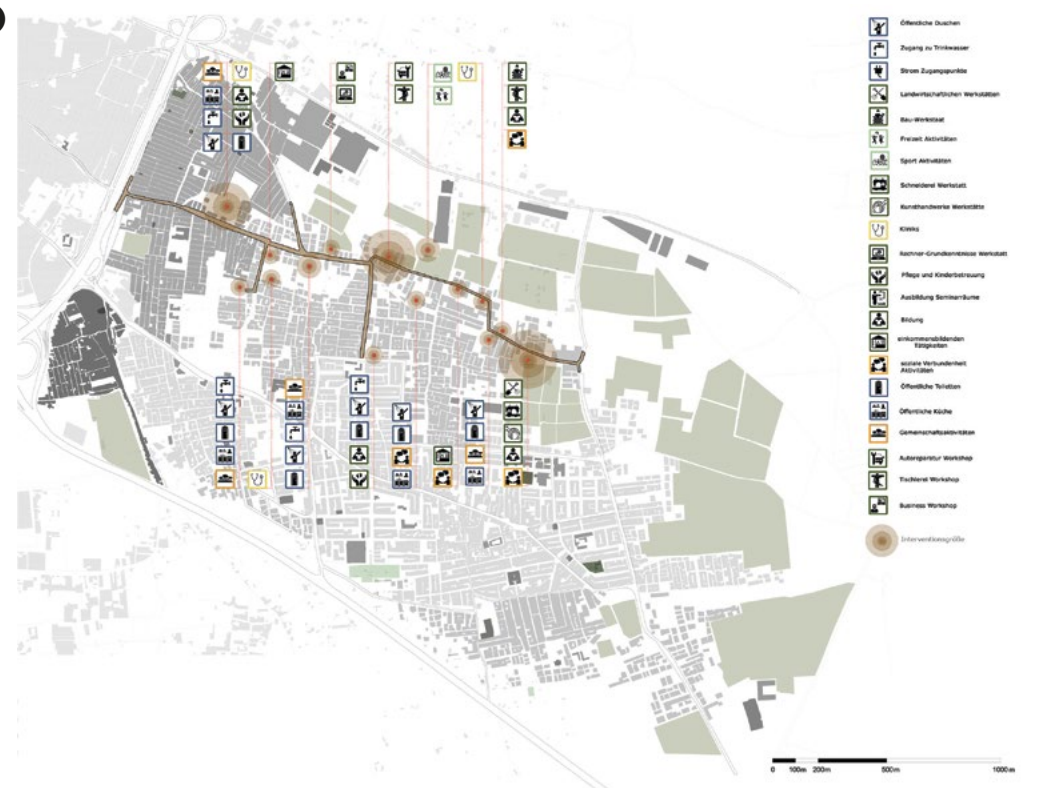 Öffentliche Duschen
Zugang zu Trinkwasser
Strom Zugangspunkte
Landwirtschaftlichen Werkstätten
Bau-Werkstaat
Freizeit Aktivitäten
Sport Aktivitäten
Schneiderei Werkstatt
Kunsthandwerke Werkstätte
Kliniks
Rechner-Grundkenntnisse Werkstatt
Pflege und Kinderbetreuung
Ausbildung Seminarräume
Bildung
einkommensbildenden
Tätigkeiten
soziale Verbundenheit
Aktivitäten
Öffentliche Toiletten
Öffentliche Küche
Gemeinschaftsaktivitäten
Autoreparatur Workshop
Tischlerei Workshop
Business Workshop
Interventionsgröße
0 100m 200m 500m 1000m